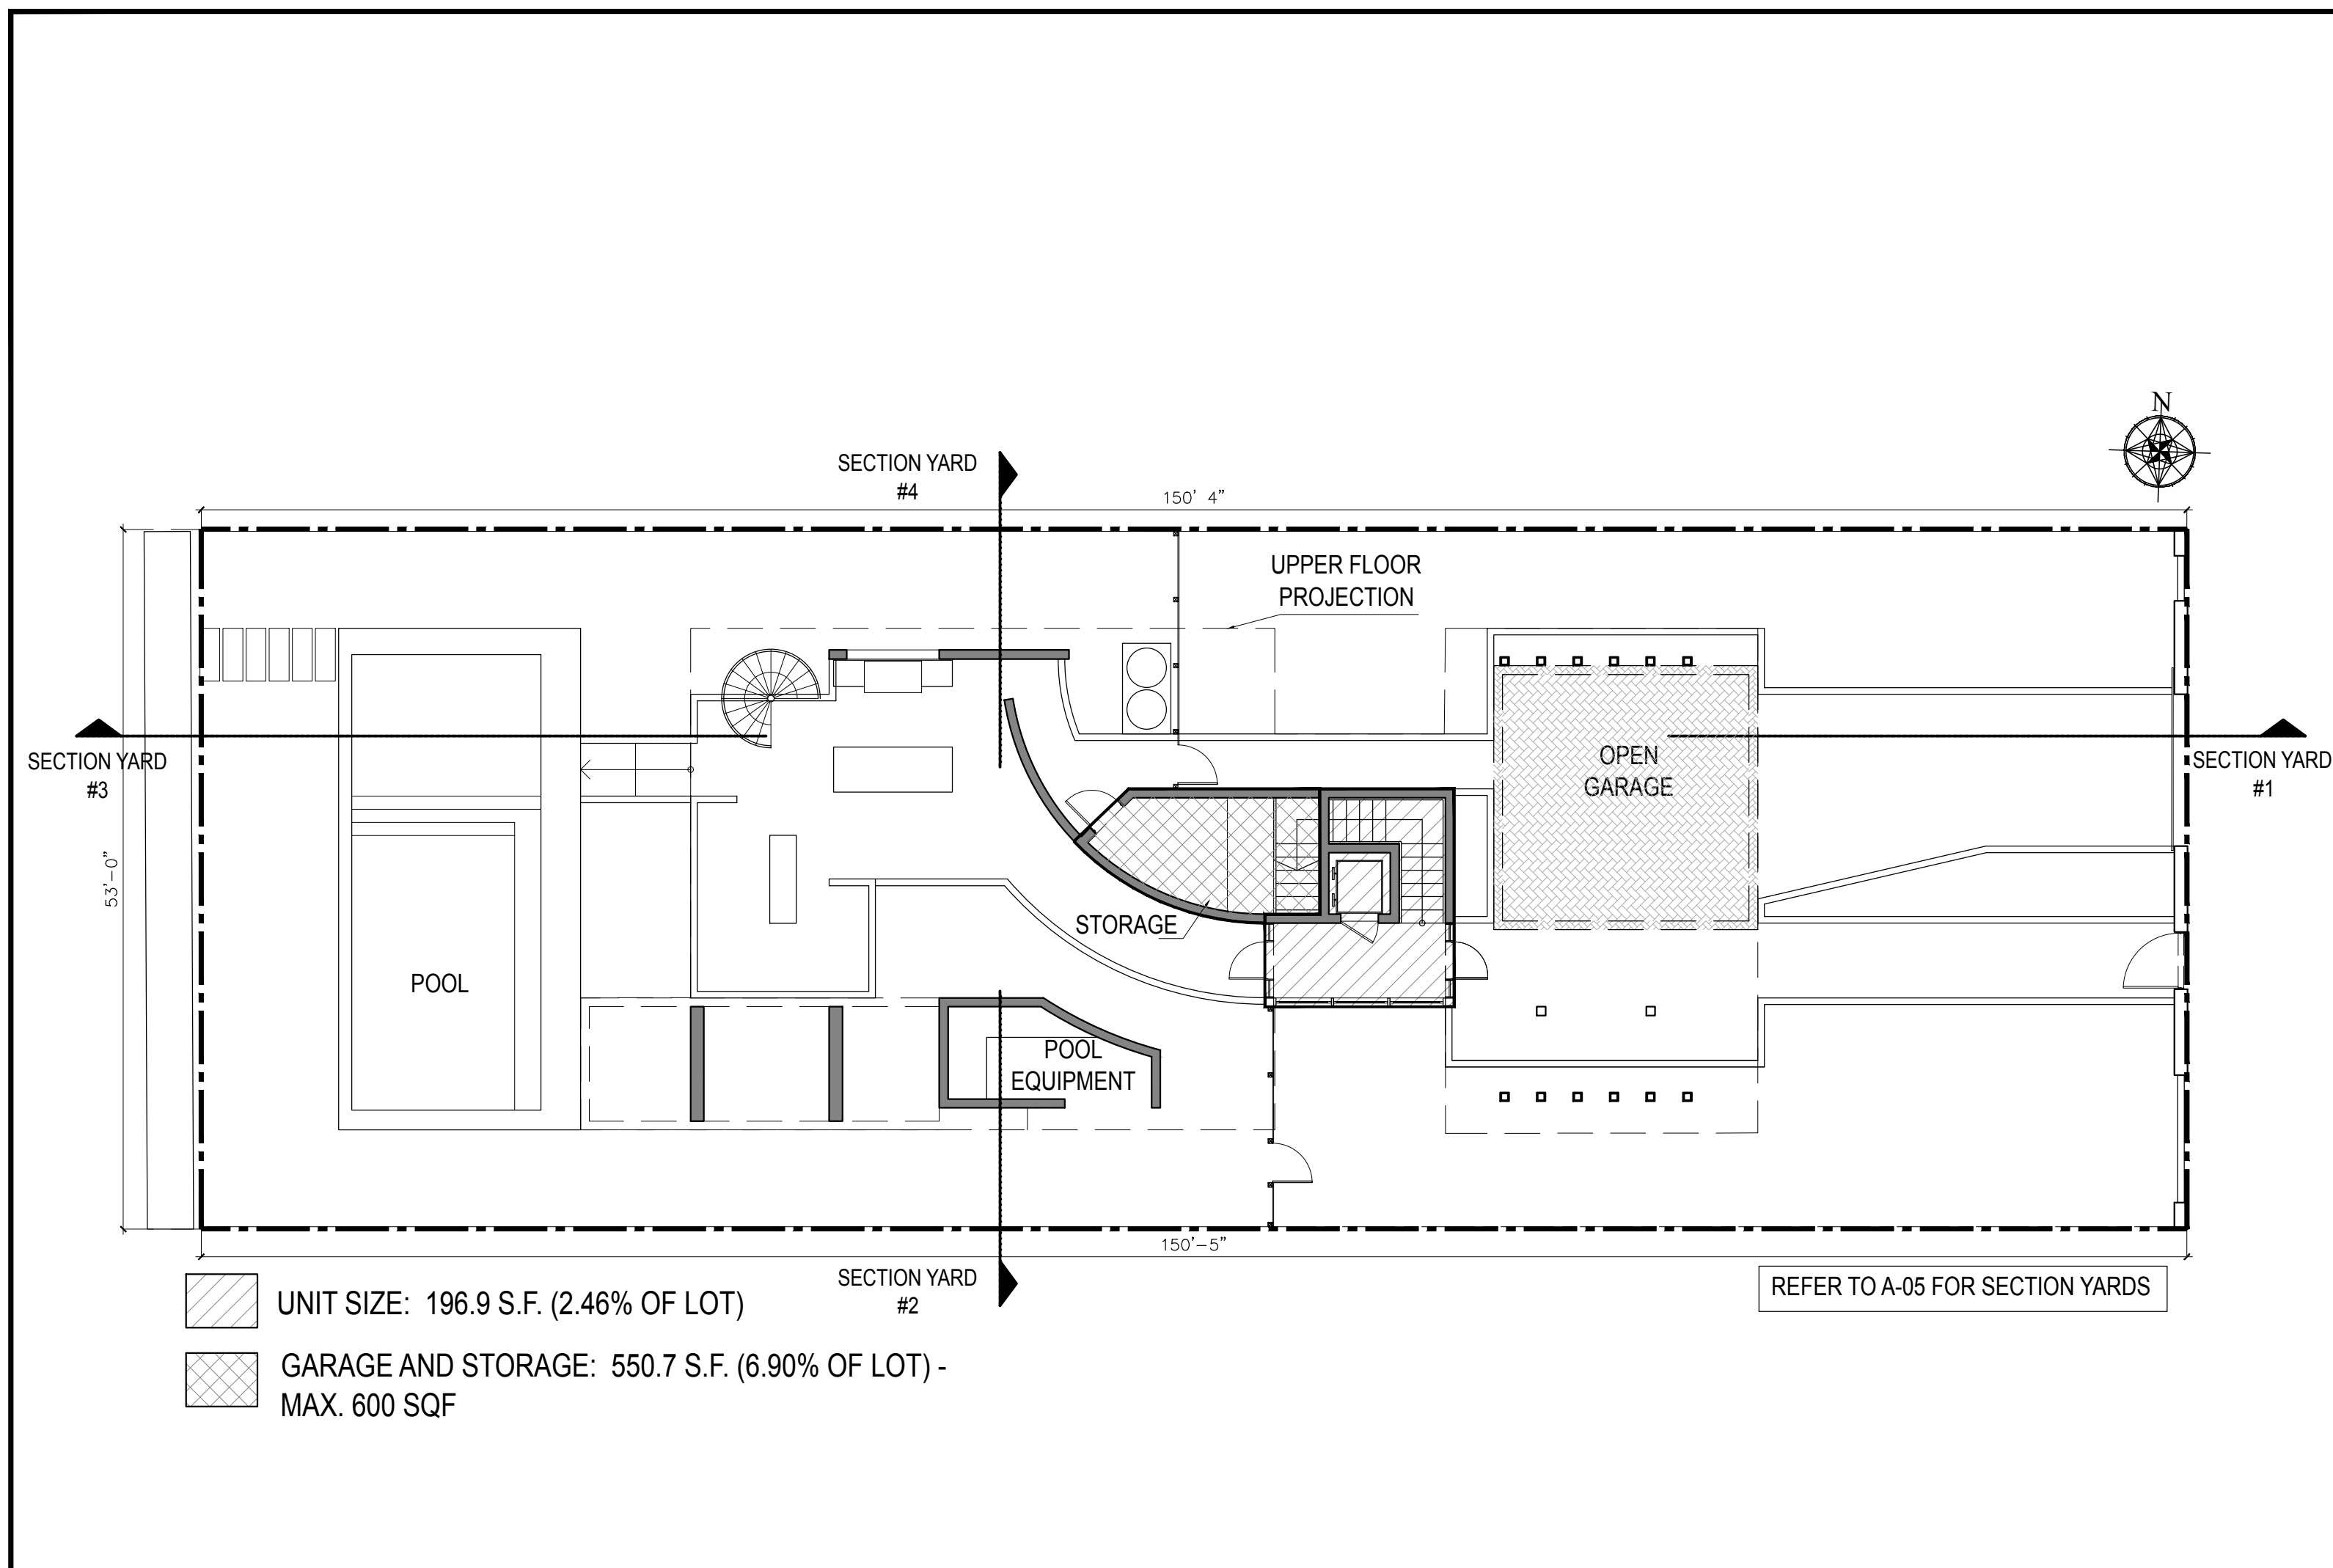 N
SECTION YARD
#4
150' 4"
UPPER FLOOR
PROJECTION
SECTION YARD
#3
OPEN
GARAGE
SECTION YARD
#1
53'-0"
STORAGE
POOL
POOL
EQUIPMENT
150'-5"
SECTION YARD
#2
REFER TO A-05 FOR SECTION YARDS
UNIT SIZE: 196.9 S.F. (2.46% OF LOT)
GARAGE AND STORAGE: 550.7 S.F. (6.90% OF LOT) -
MAX. 600 SQF